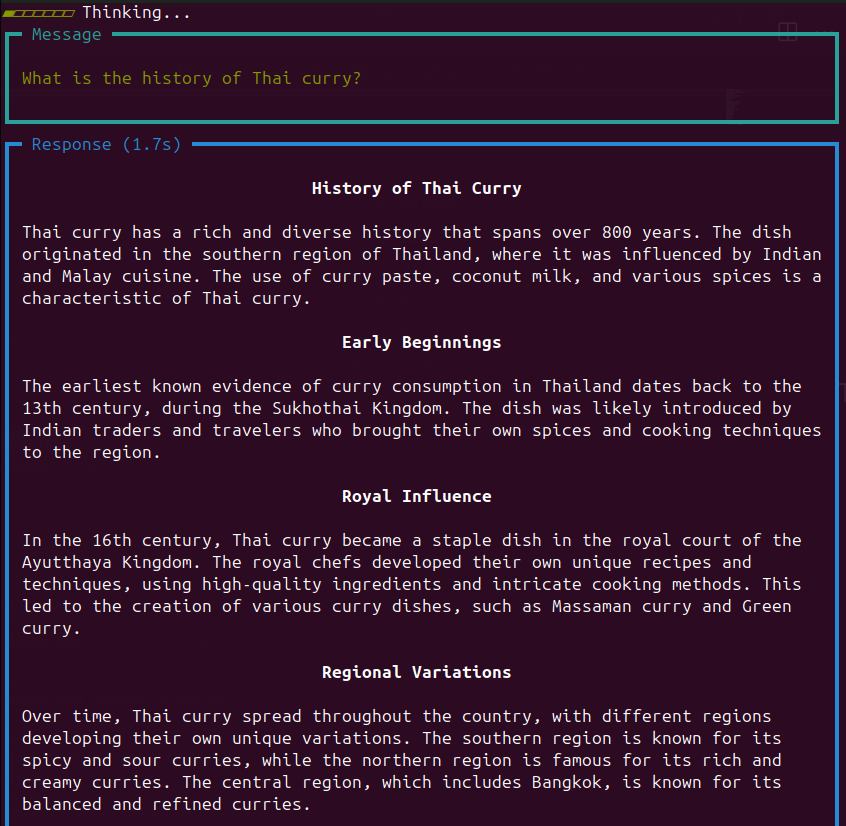 Thinking...
Message
What is the history of Thai curry?
Response (1.7s)
History of Thai Curry
Thai curry has a rich and diverse history that spans over 800 years. The dish
originated in the southern region of Thailand, where it was influenced by Indian
and Malay cuisine. The use of curry paste, coconut milk, and various spices is a
characteristic of Thai curry.
Early Beginnings
The earliest known evidence of curry consumption in Thailand dates back to the
13th century, during the Sukhothai Kingdom. The dish was likely introduced by
Indian traders and travelers who brought their own spices and cooking techniques
to the region.
Royal Influence
In the 16th century, Thai curry became a staple dish in the royal court of the
Ayutthaya Kingdom. The royal chefs developed their own unique recipes and
techniques, using high-quality ingredients and intricate cooking methods. This
led to the creation of various curry dishes, such as Massaman curry and Green
curry.
Regional Variations
Over time, Thai curry spread throughout the country, with different regions
developing their own unique variations. The southern region is known for its
spicy and sour curries, while the northern region is famous for its rich and
creamy curries. The central region, which includes Bangkok, is known for its
balanced and refined curries.